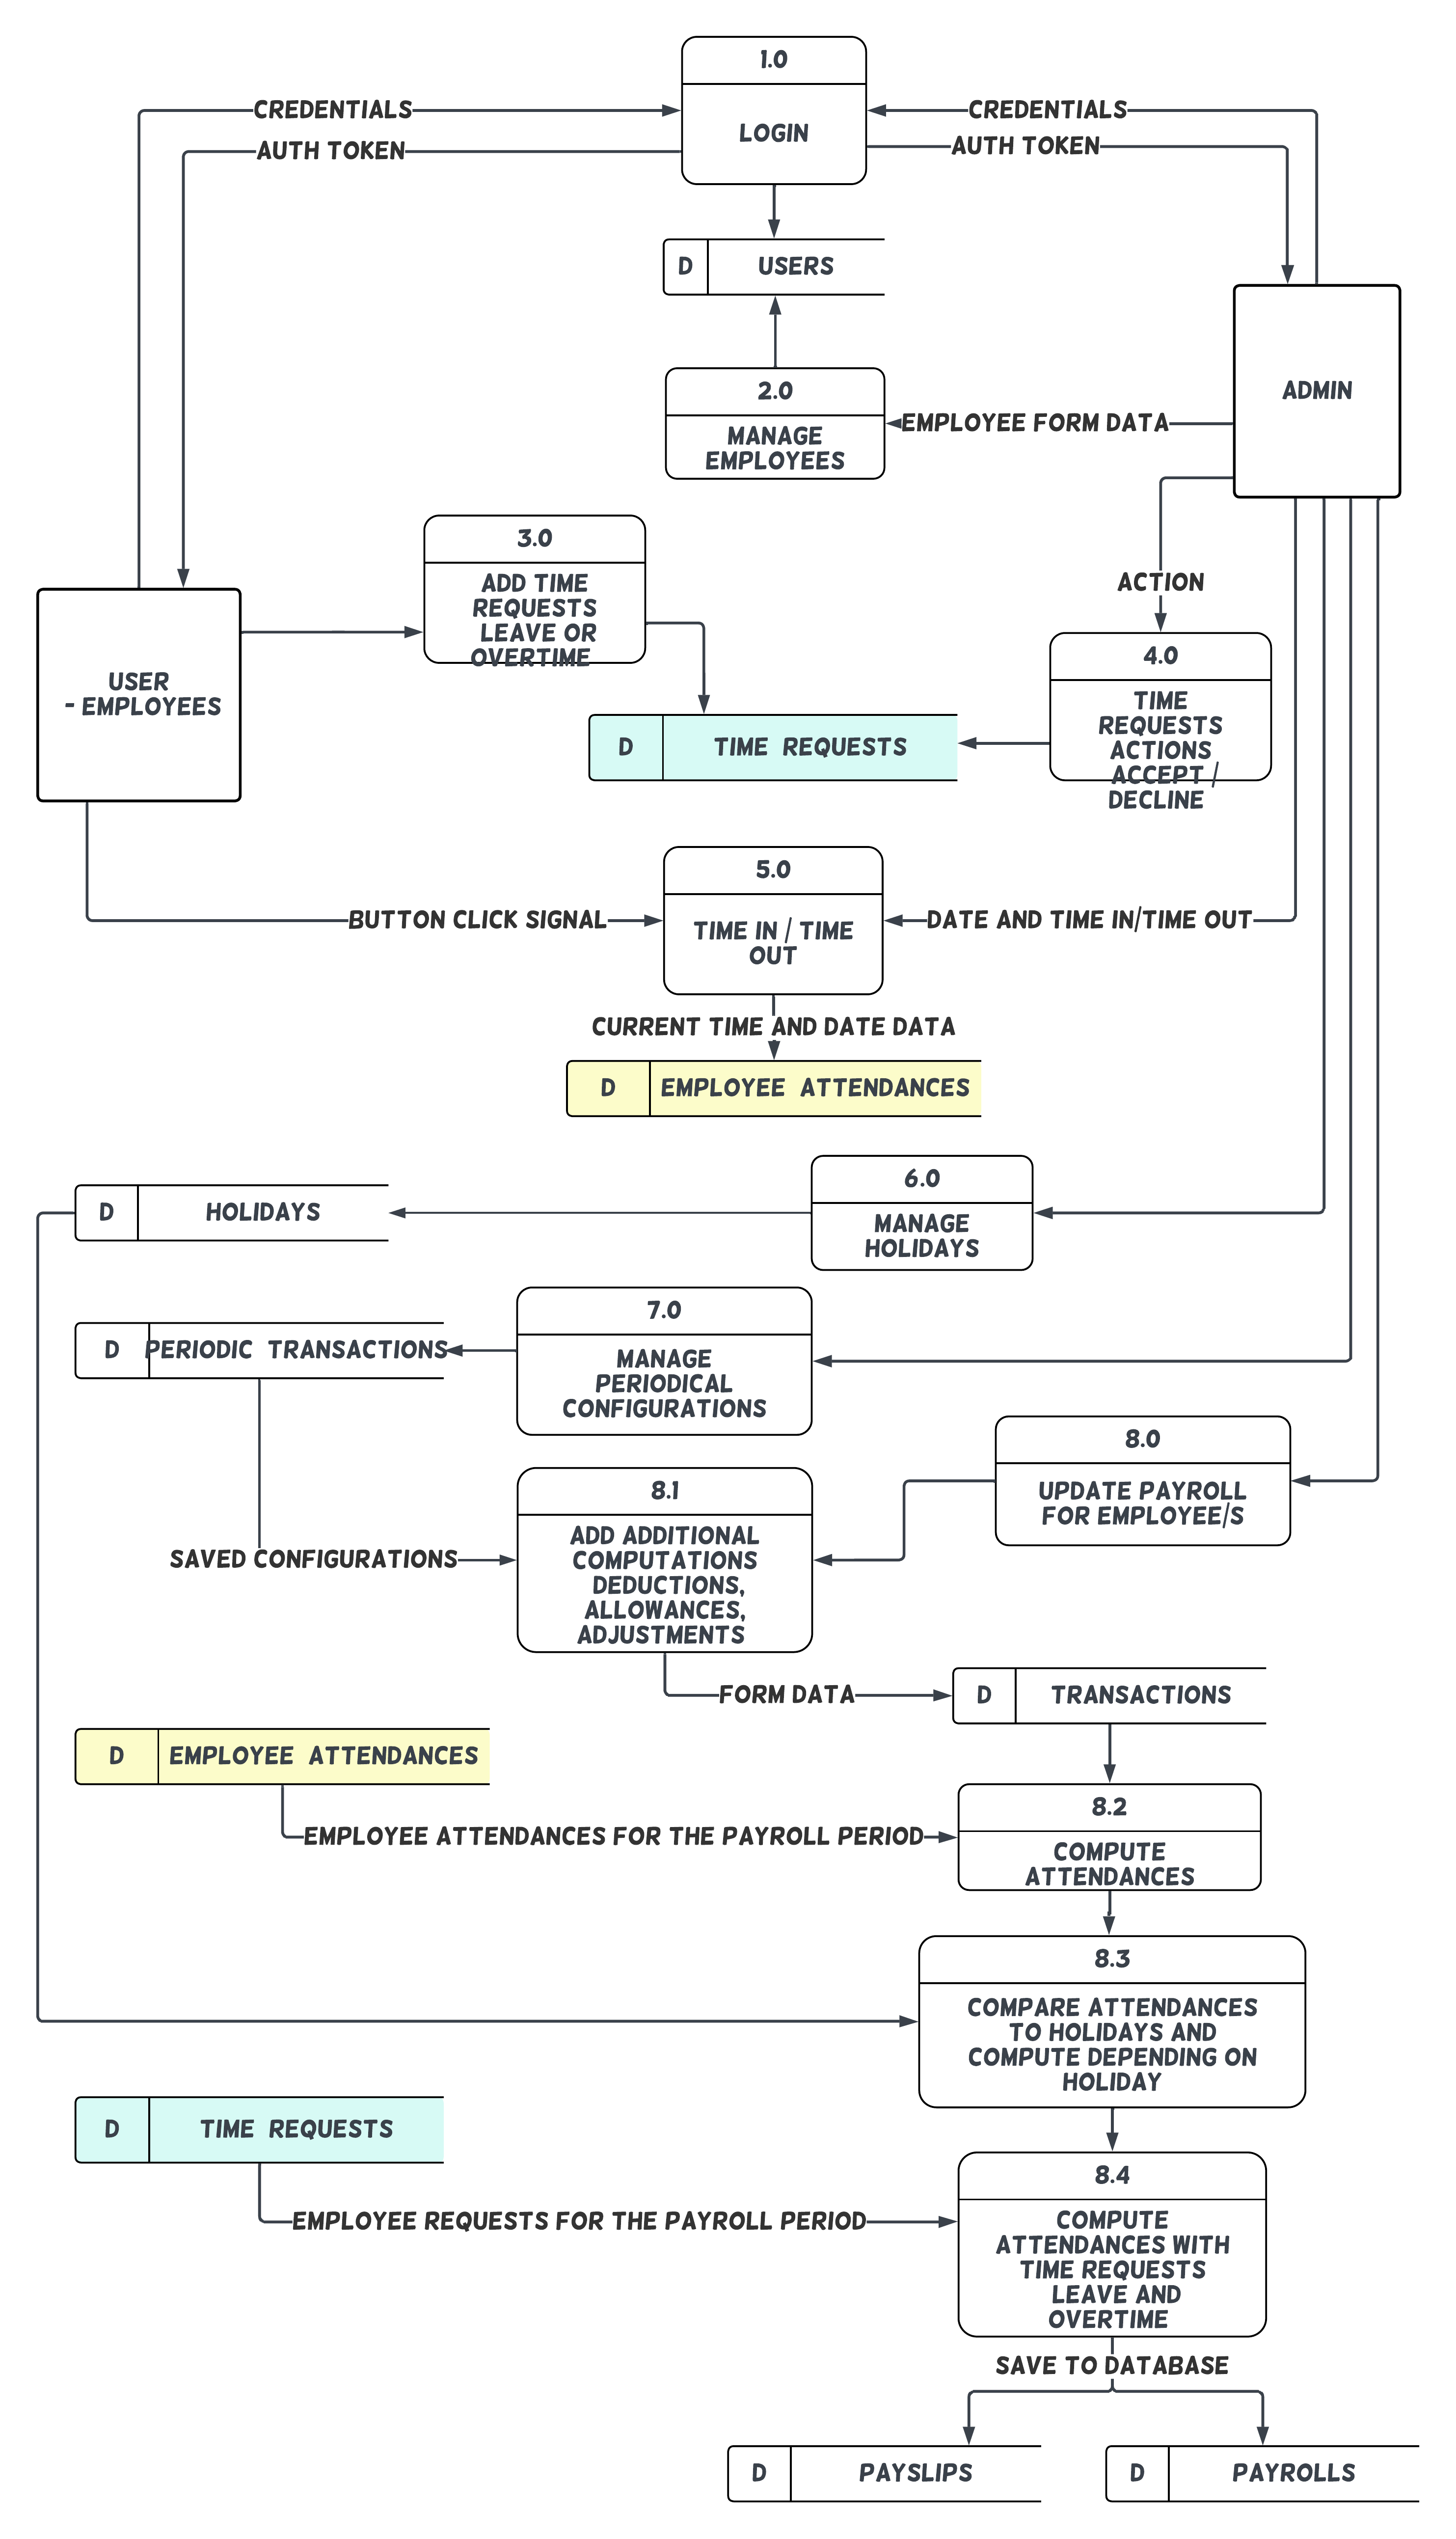 1.0
CREDENTIALS
CREDENTIALS
LOGIN
AUTH TOKEN
AUTH TOKEN
D
USERS
2.0
ADMIN
MANAGE
EMPLOYEES
EMPLOYEE FORM DATA
3.0
ADD TIME
REQUESTS
LEAVE OR
OVERTIME
ACTION
4.0
TIME
REQUESTS
ACTIONS
ACCEPT /
DECLINE
USER
- EMPLOYEES
D
TIME REQUESTS
5.0
TIME IN / TIME
OUT
BUTTON CLICK SIGNAL
DATE AND TIME IN/TIME OUT
CURRENT TIME AND DATE DATA
D
EMPLOYEE ATTENDANCES
6.0
MANAGE
HOLIDAYS
D
HOLIDAYS
7.0
MANAGE
PERIODICAL
CONFIGURATIONS
D
PERIODIC TRANSACTIONS
8.0
UPDATE PAYROLL
FOR EMPLOYEE/S
8.1
ADD ADDITIONAL
COMPUTATIONS
DEDUCTIONS,
ALLOWANCES,
ADJUSTMENTS
SAVED CONFIGURATIONS
FORM DATA
D
TRANSACTIONS
D
EMPLOYEE ATTENDANCES
8.2
COMPUTE
ATTENDANCES
EMPLOYEE ATTENDANCES FOR THE PAYROLL PERIOD
8.3
COMPARE ATTENDANCES
TO HOLIDAYS AND
COMPUTE DEPENDING ON
HOLIDAY
D
TIME REQUESTS
8.4
COMPUTE
ATTENDANCES WITH
TIME REQUESTS
LEAVE AND
OVERTIME
EMPLOYEE REQUESTS FOR THE PAYROLL PERIOD
SAVE TO DATABASE
D
PAYSLIPS
D
PAYROLLS